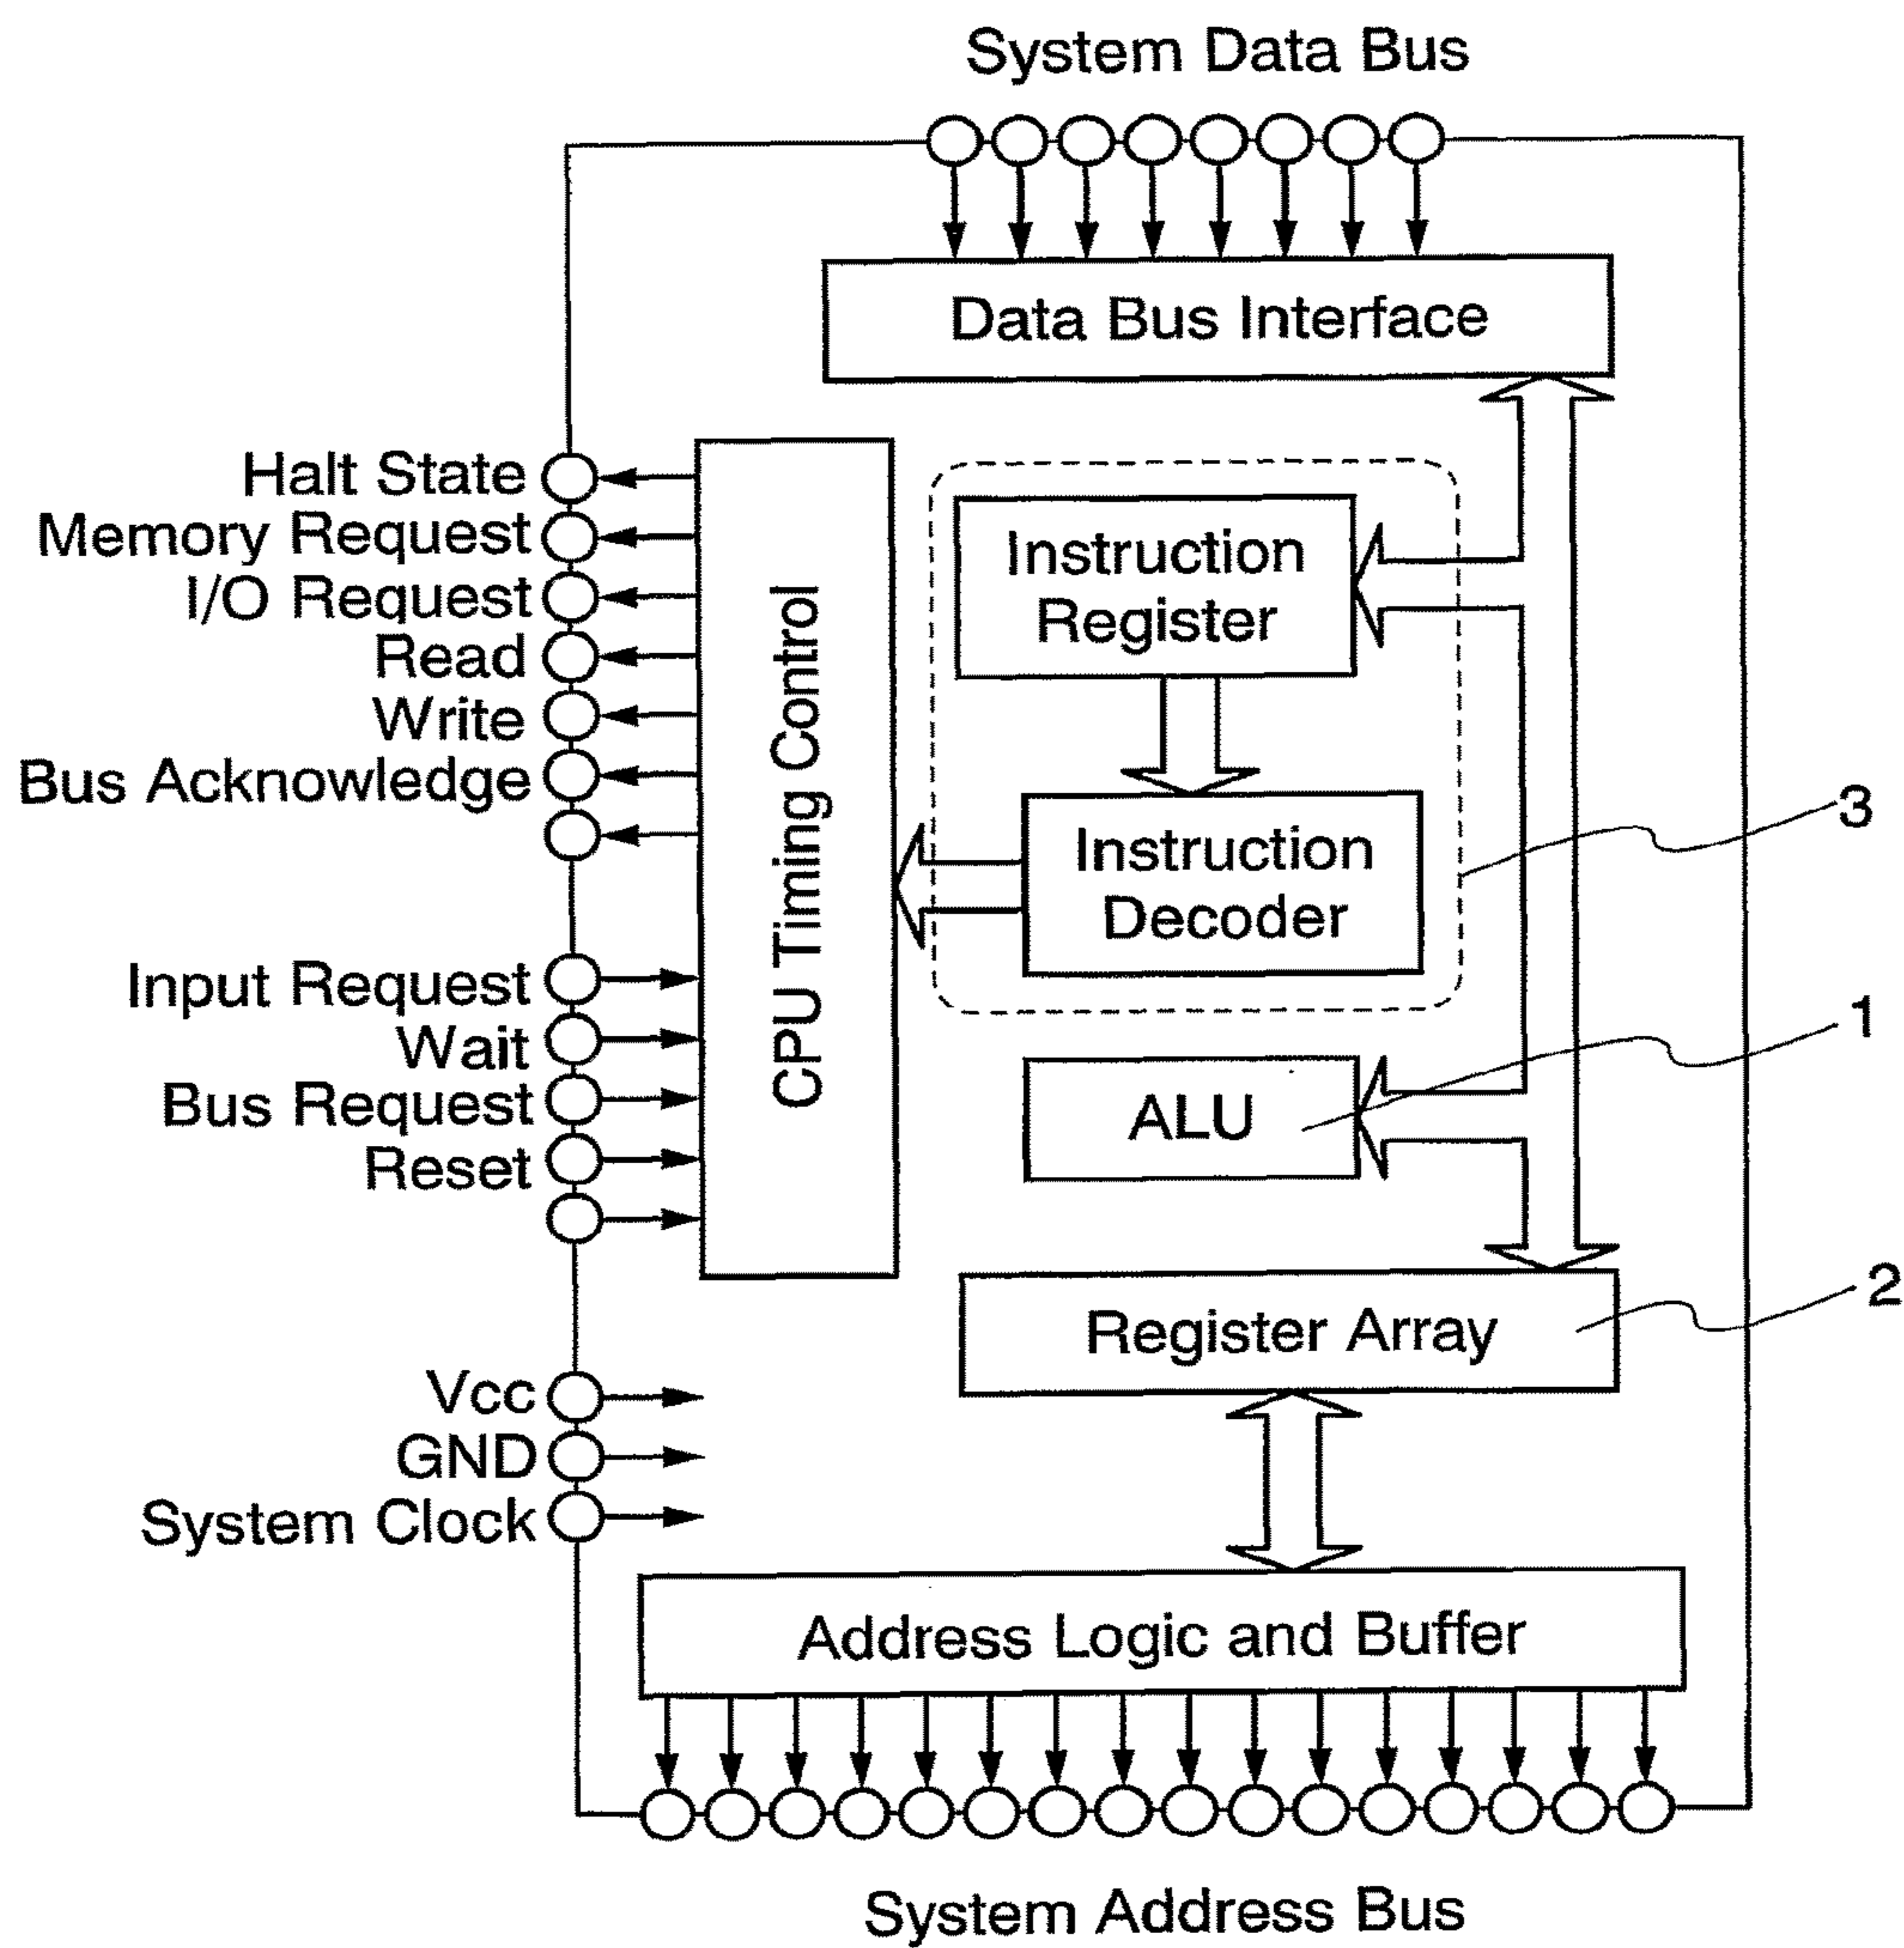 System Data Bus
Data Bus Interface
Halt State
Memory Request
I/O Request
Read
Write
Bus Acknowledge
Input Request
Wait
Bus Request
Reset
Vcc
GND
System Clock
CPU Timing Control
Instruction
Register
Instruction
Decoder
3
ALU
1
Register Array
2
Address Logic and Buffer
System Address Bus